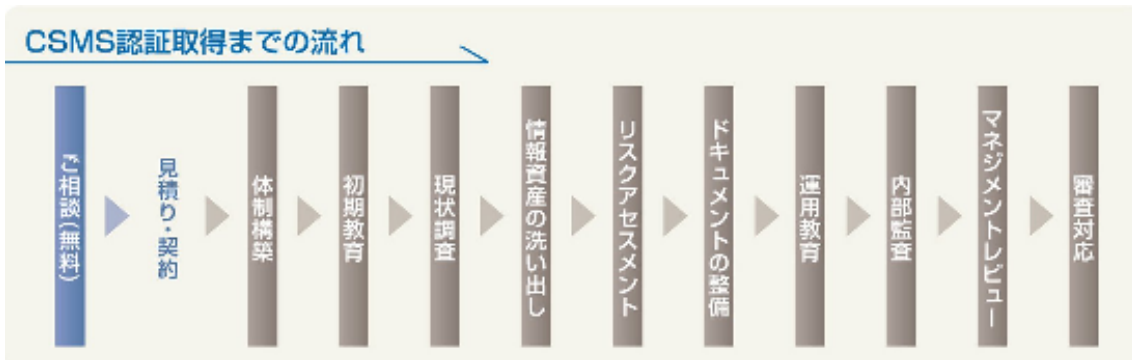 CSMS認証取得までの流れ
ご相談(無料)
見積り・契約
体制構築
初期教育
現状調査
情報資産の洗い出し
リスクアセスメント
ドキュメントの整備
運用教育
内部監査
マネジメントレビュー
審査対応